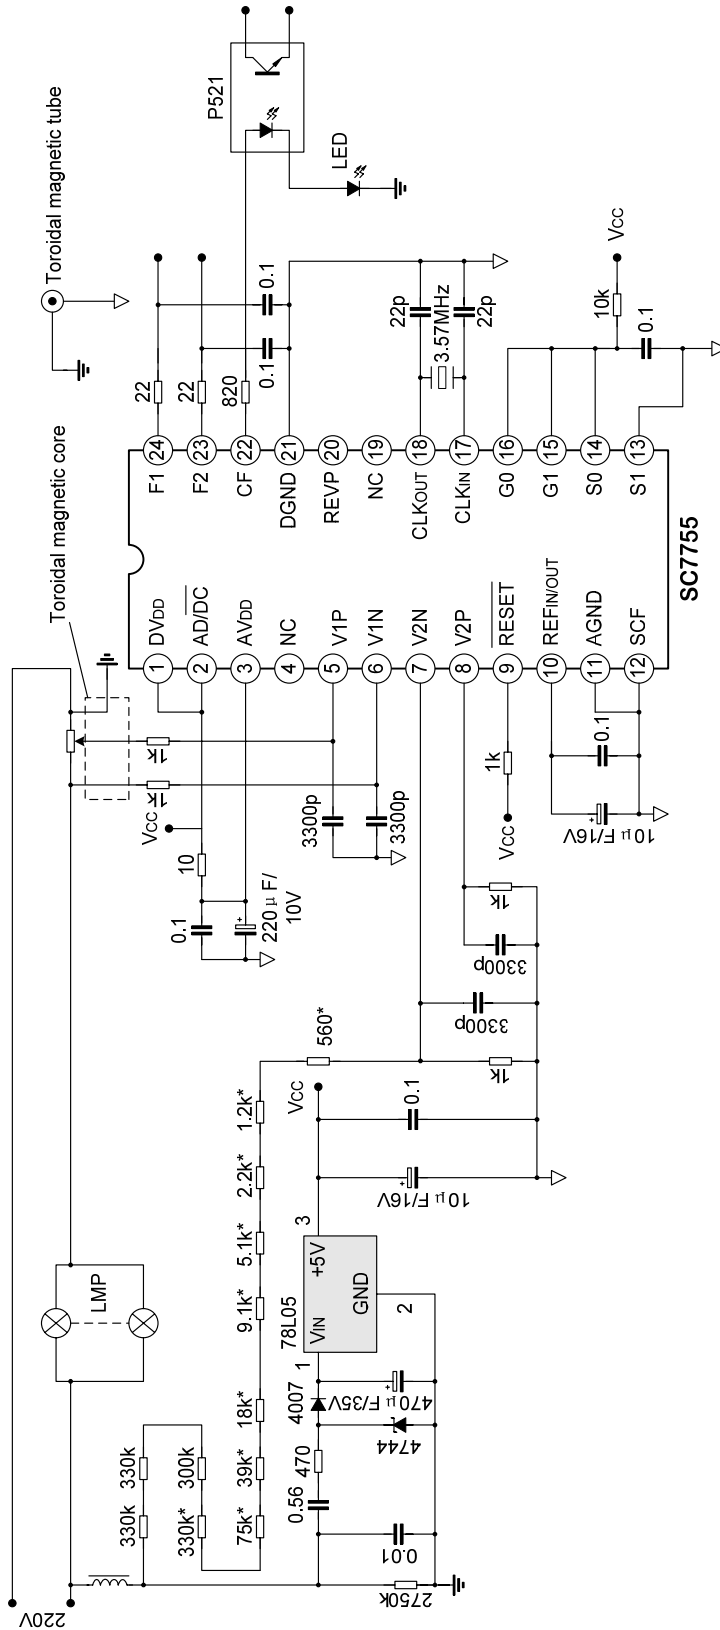 P521
Toroidal magnetic tube
LED
0.1
0.1
VCC
22
22
820
22p
3.57MHz
22p
10k
0.1
Toroidal magnetic core
24
23
22
21
20
19
18
17
16
15
14
13
F1
F2
CF
DGND
REVP
NC
CLKOUT
CLKIN
G0
G1
S0
S1
SC7755
DVDD
AD/DC
AVDD
NC
V1P
V1N
V2N
V2P
RESET
REFIN/OUT
AGND
SCF
1
2
3
4
5
6
7
8
9
10
11
12
1k
1k
VCC
10
0.1
220 μ F/
10V
3300p
3300p
1k
VCC
0.1
10 μ F/16V
1k
3300p
3300p
1k
560*
VCC
0.1
10 μ F/16V
1.2k*
2.2k*
5.1k*
9.1k*
18k*
39k*
75k*
LMP
3
+5V
78L05
VIN
GND
1
2
4007
470 μ F/35V
4744
470
0.56
0.01
2750k
330k
330k
300k
330k*
220V